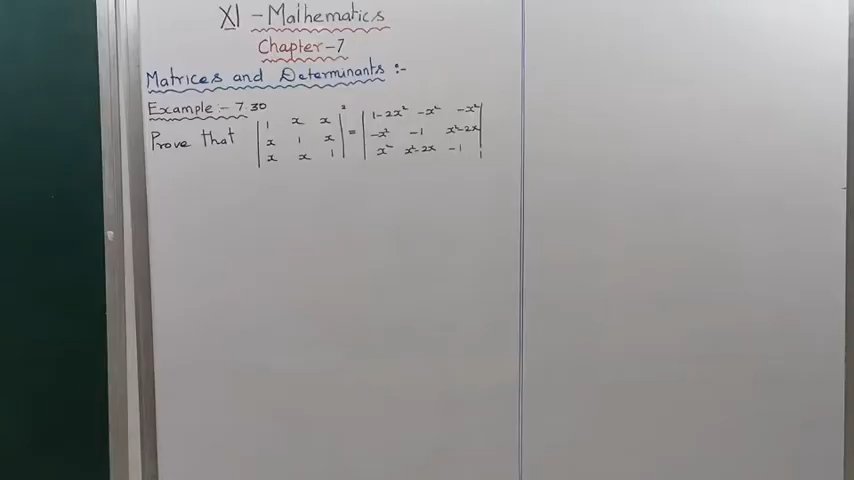 XI - Mathematics
Chapter-7
Matrices and Determinants :-
Example :- 7 30
Prove that | 1 x x |² = | 1-2x² -x² -x² |
| x 1 x | | -x² -1 x²-2x |
| x x 1 | | x² x²-2x -1 |